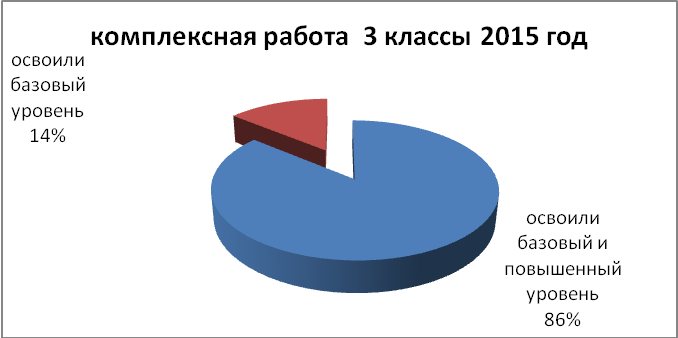 комплексная работа 3 классы 2015 год
освоили
базовый
уровень
14%
освоили
базовый и
повышенный
уровень
86%